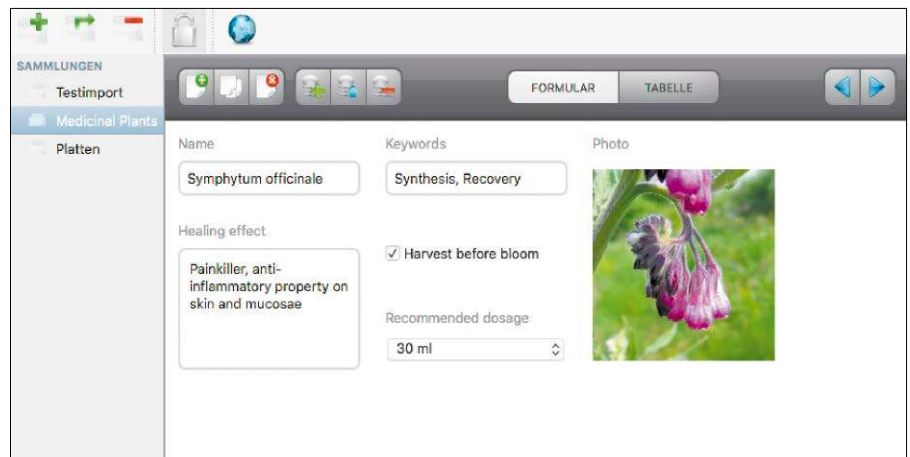 SAMMLUNGEN
Testimport
Medicinal Plants
Platten
FORMULAR
TABELLE
Name
Keywords
Photo
Symphytum officinale
Synthesis, Recovery
Healing effect
Painkiller, anti-
inflammatory property on
skin and mucosae
Harvest before bloom
Recommended dosage
30 ml